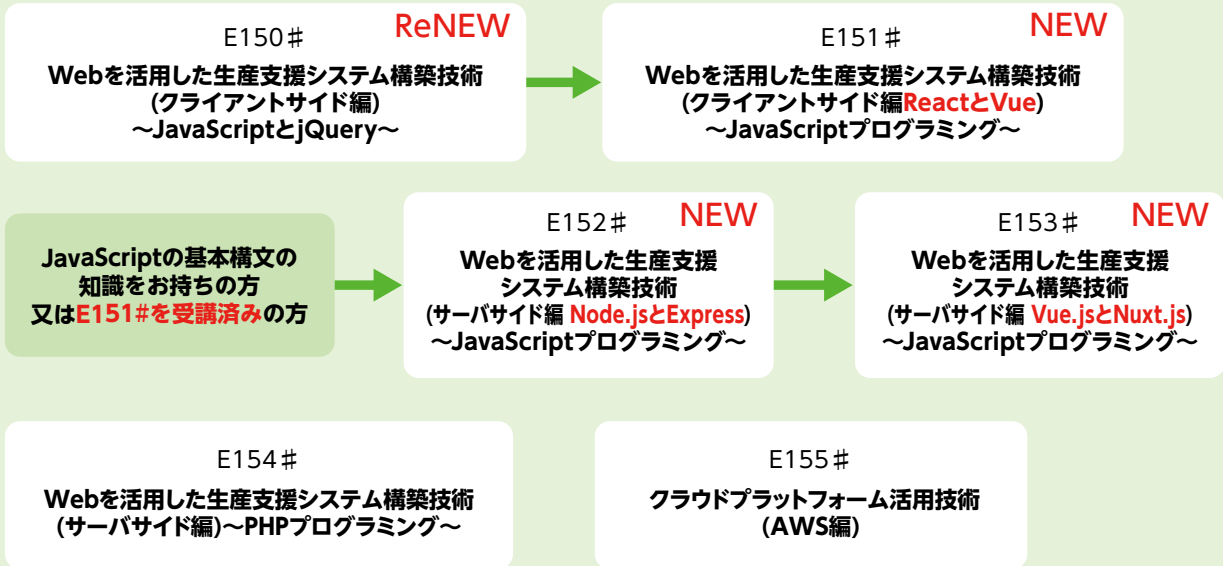 E150♯
ReNEW
Webを活用した生産支援システム構築技術
(クライアントサイド編)
～JavaScriptとjQuery～
E151♯
NEW
Webを活用した生産支援システム構築技術
(クライアントサイド編ReactとVue)
～JavaScriptプログラミング～
JavaScriptの基本構文の
知識をお持ちの方
又はE151#を受講済みの方
E152♯
NEW
Webを活用した生産支援
システム構築技術
(サーバサイド編 Node.jsとExpress)
～JavaScriptプログラミング～
E153♯
NEW
Webを活用した生産支援
システム構築技術
(サーバサイド編 Vue.jsとNuxt.js)
～JavaScriptプログラミング～
E154♯
Webを活用した生産支援システム構築技術
(サーバサイド編)～PHPプログラミング～
E155♯
クラウドプラットフォーム活用技術
(AWS編)